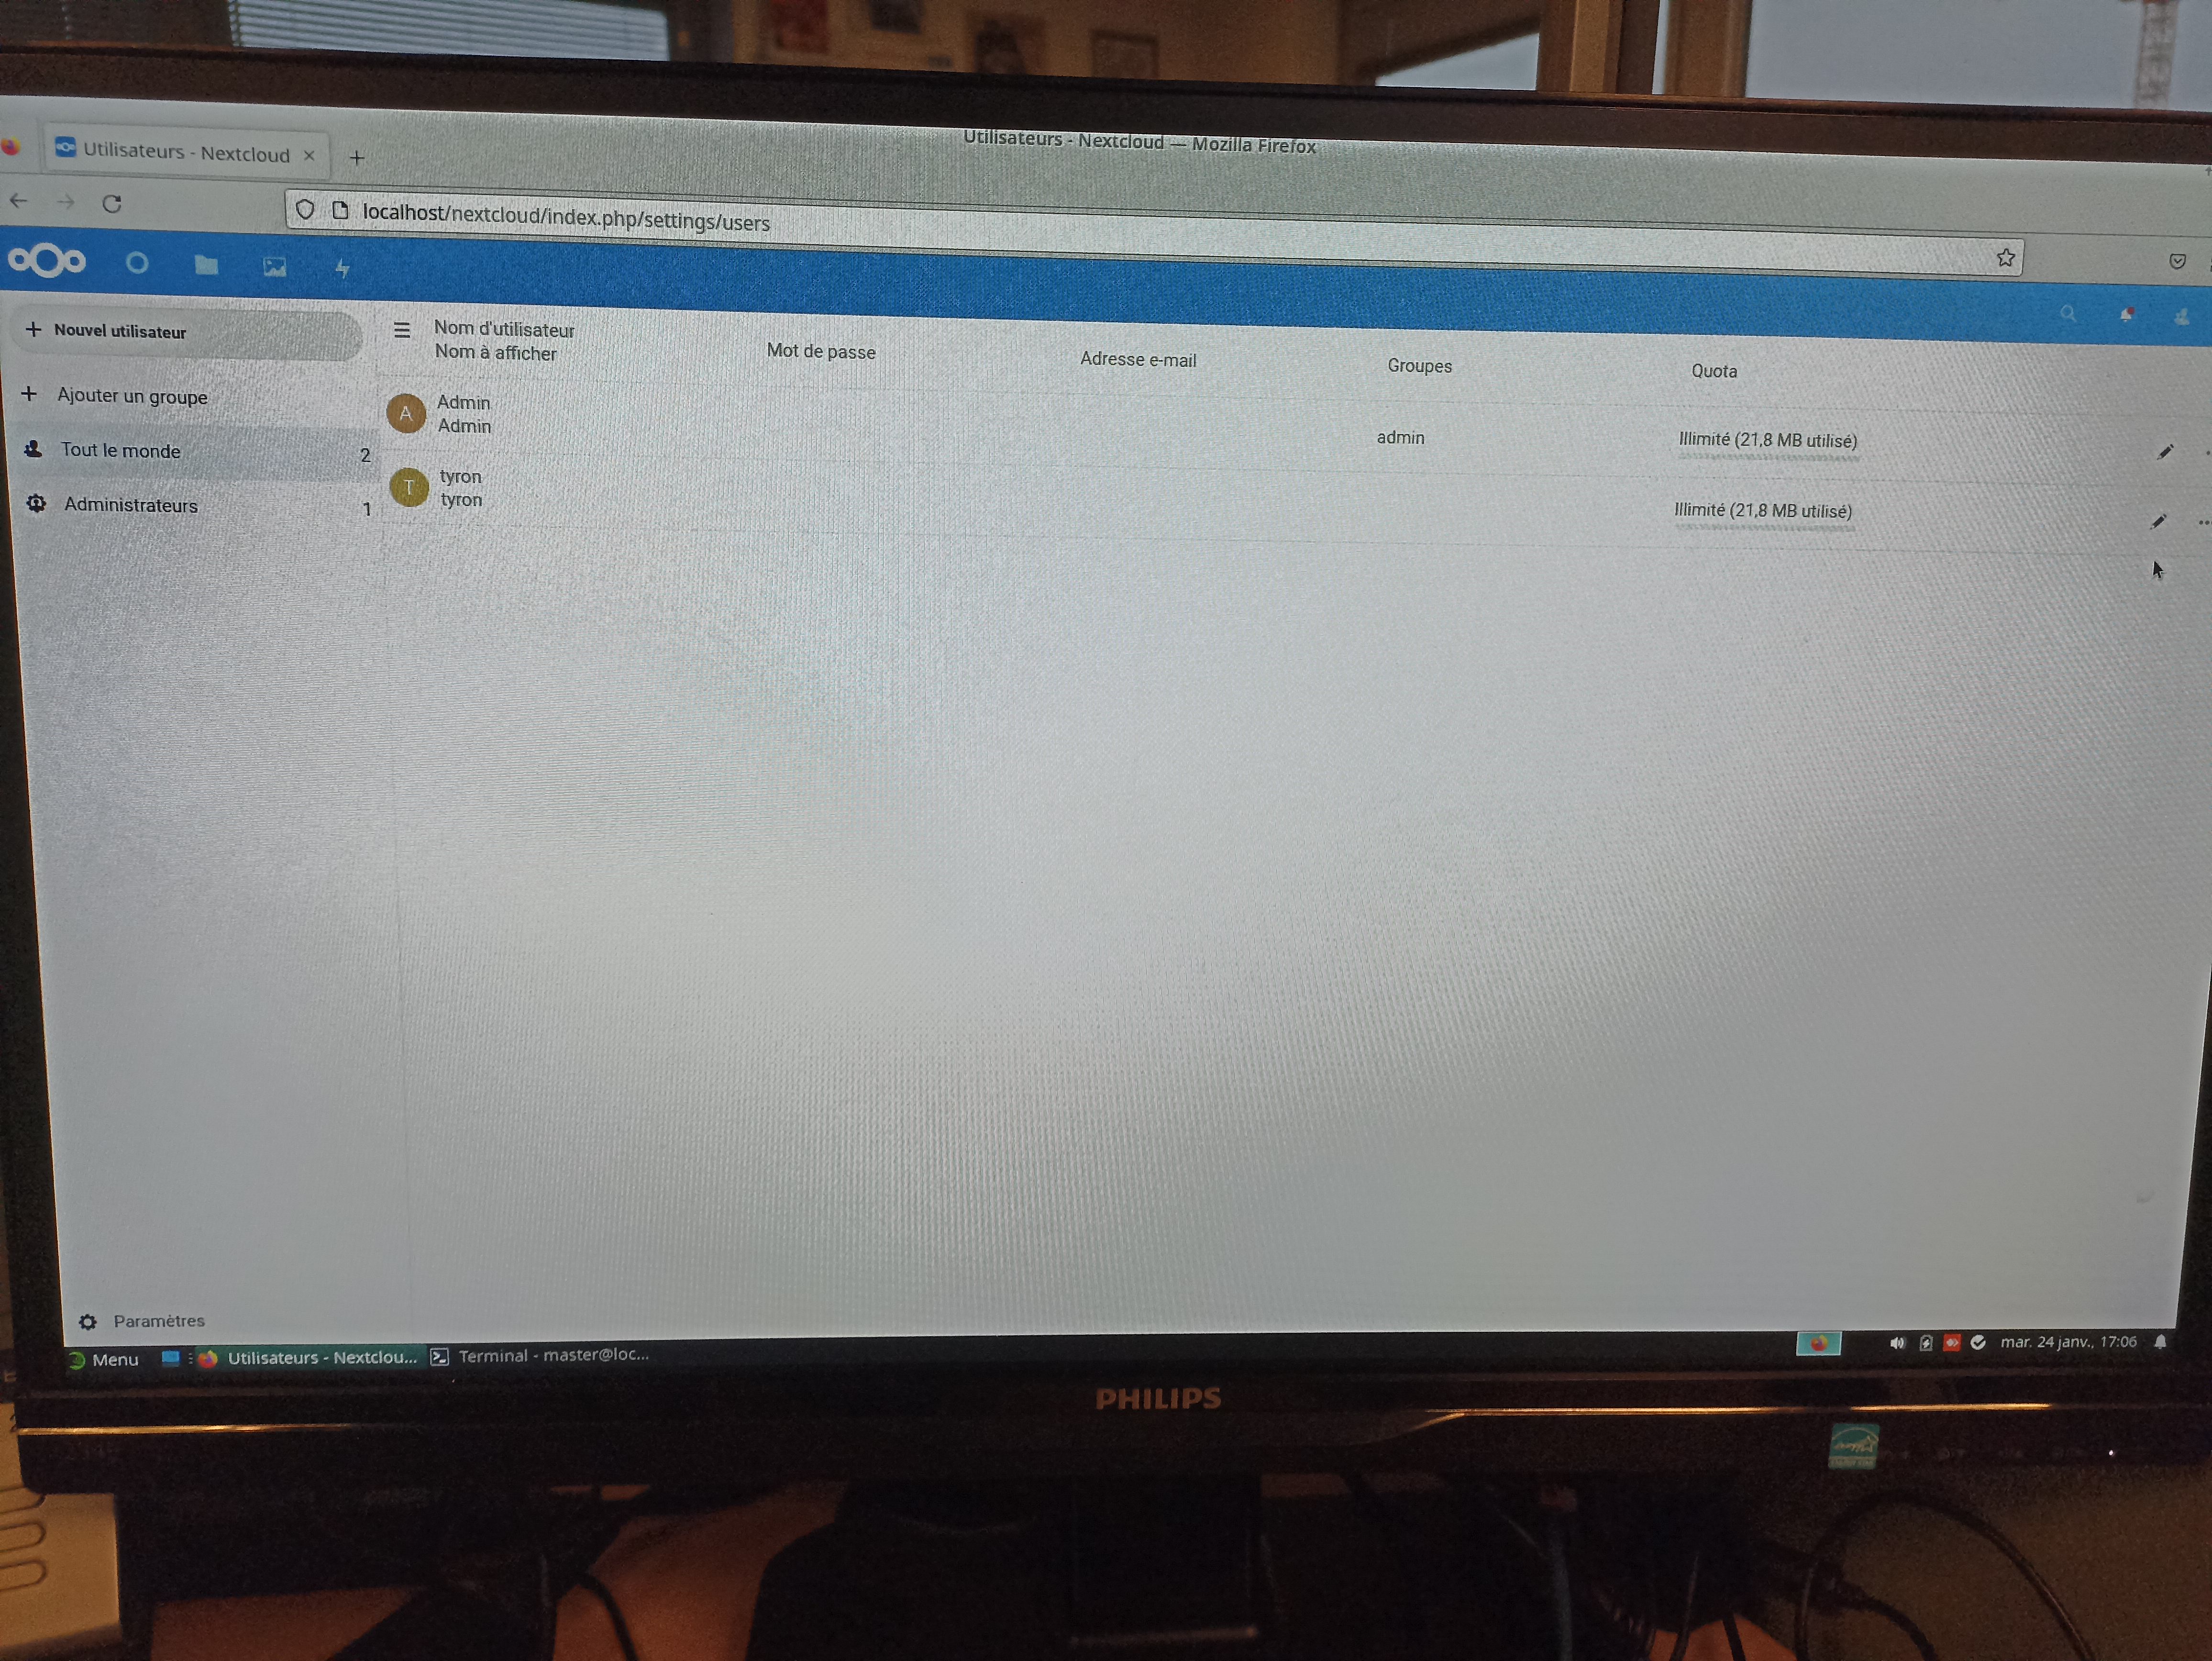 Utilisateurs - Nextcloud — Mozilla Firefox
Utilisateurs - Nextcloud
localhost/nextcloud/index.php/settings/users
Nouvel utilisateur
Ajouter un groupe
Tout le monde 2
Administrateurs 1
Nom d'utilisateur
Nom à afficher
Mot de passe
Adresse e-mail
Groupes
Quota
A
Admin
Admin
admin
Illimité (21,8 MB utilisé)
T
tyron
tyron
Illimité (21,8 MB utilisé)
Paramètres
Menu
Utilisateurs - Nextclou...
Terminal - master@loc...
mar. 24 janv., 17:06
PHILIPS